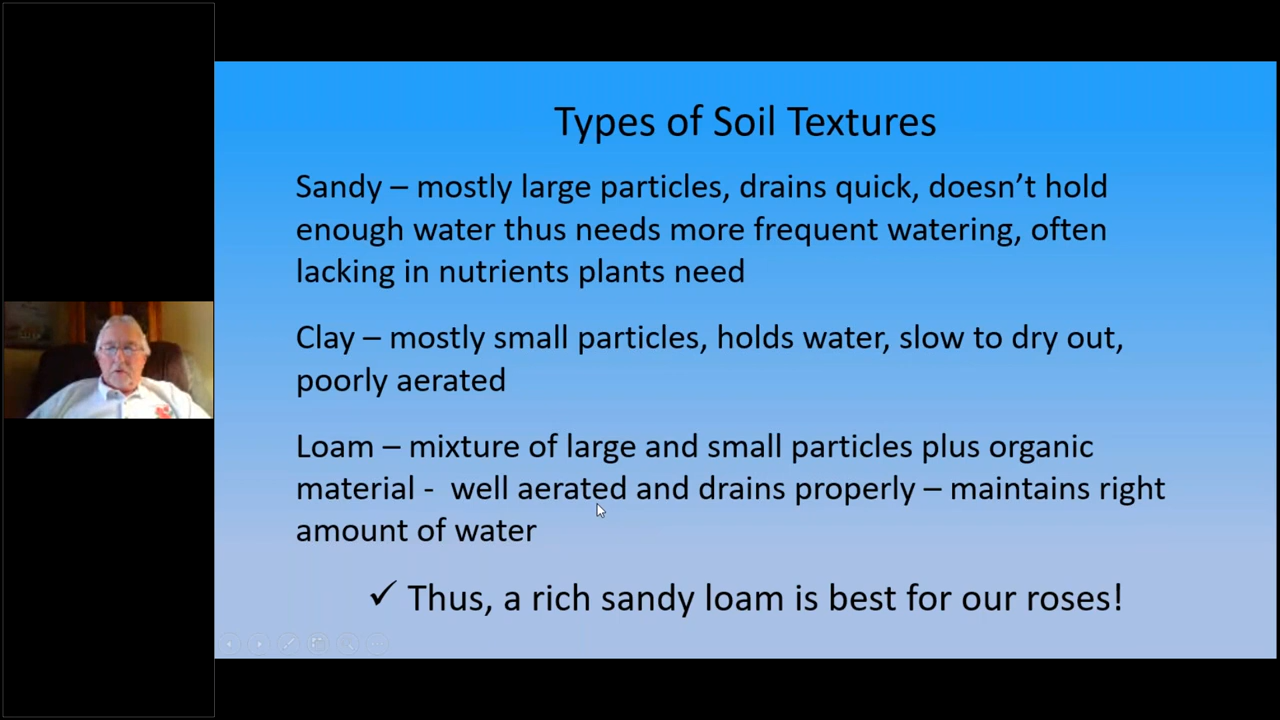 Types of Soil Textures
Sandy – mostly large particles, drains quick, doesn’t hold
enough water thus needs more frequent watering, often
lacking in nutrients plants need
Clay – mostly small particles, holds water, slow to dry out,
poorly aerated
Loam – mixture of large and small particles plus organic
material -  well aerated and drains properly – maintains right
amount of water
✓ Thus, a rich sandy loam is best for our roses!